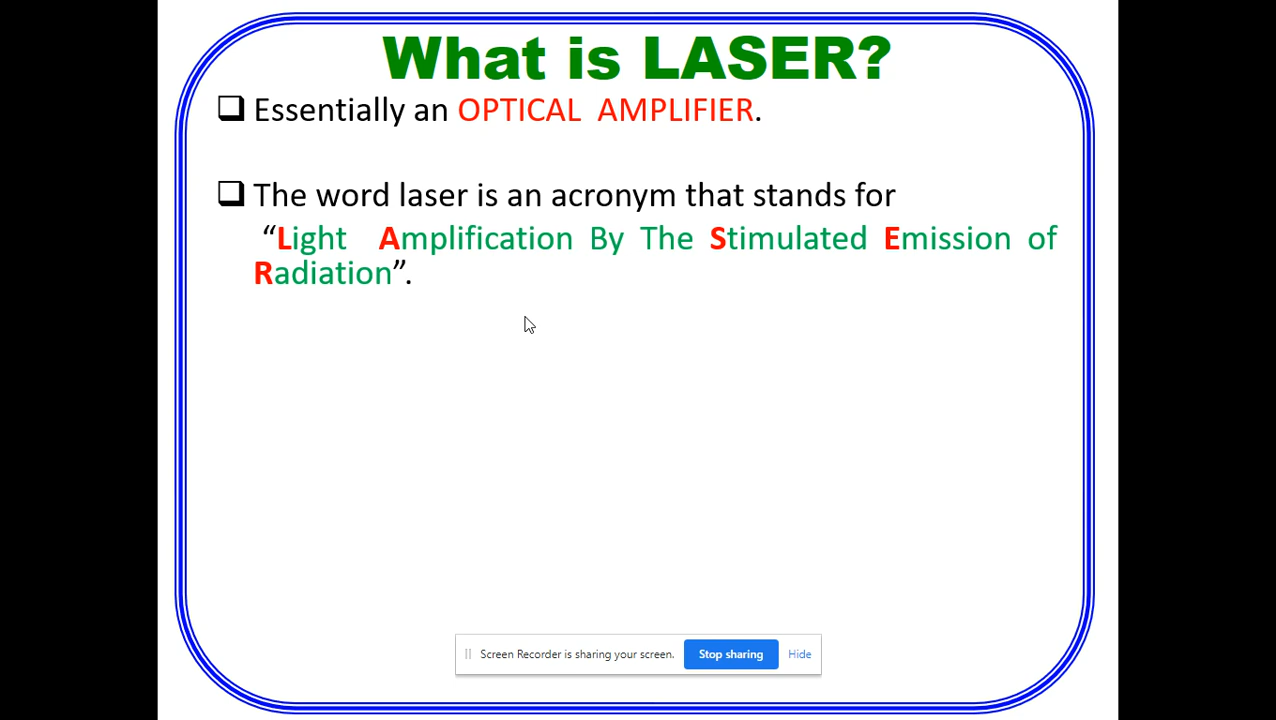 What is LASER?
❑ Essentially an OPTICAL AMPLIFIER.
❑ The word laser is an acronym that stands for
“Light Amplification By The Stimulated Emission of
Radiation”.
Screen Recorder is sharing your screen. Stop sharing Hide